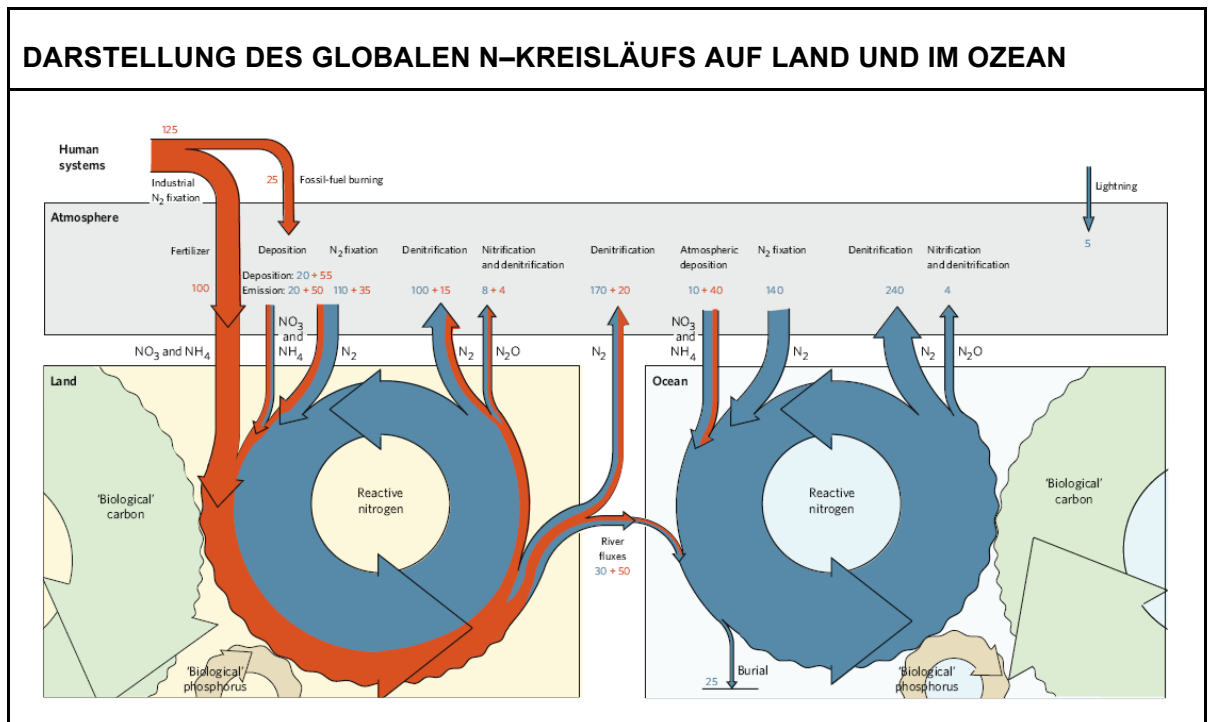 DARSTELLUNG DES GLOBALEN N–KREISLÄUFS AUF LAND UND IM OZEAN
125
Human
systems
25
Fossil-fuel burning
Industrial
N₂ fixation
Lightning
Atmosphere
5
Fertilizer
100
Deposition
Deposition: 20 + 55
Emission: 20 + 50
N₂ fixation
110 + 35
Denitrification
100 + 15
Nitrification
and denitrification
8 + 4
Denitrification
170 + 20
Atmospheric
deposition
10 + 40
N₂ fixation
140
Denitrification
240
Nitrification
and denitrification
4
NO₃ and NH₄
NO₃
and
NH₄
N₂
N₂
N₂O
N₂
NO₃
and
NH₄
N₂
N₂
N₂O
Land
'Biological'
carbon
Reactive
nitrogen
'Biological'
phosphorus
River
fluxes
30 + 50
Ocean
Reactive
nitrogen
'Biological'
carbon
Burial
25
'Biological'
phosphorus